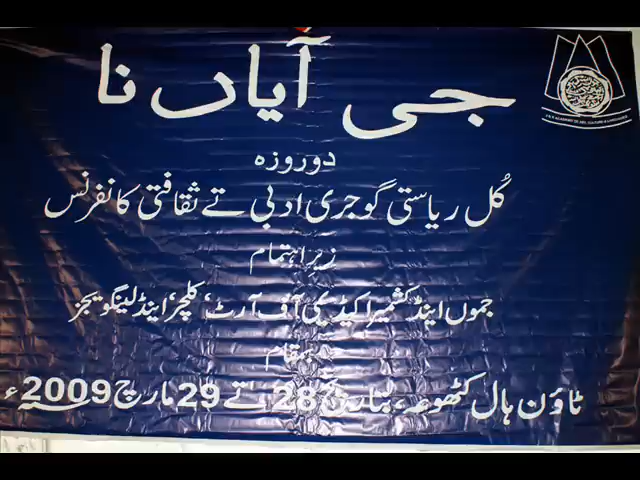 جی آیاں نا
دو روزہ
کُل ریاستی گوجری ادبی تے ثقافتی کانفرنس
زیر اہتمام
جموں اینڈ کشمیر اکیڈیمی آف آرٹ، کلچر، اینڈ لینگویجز
بمقام
ٹاؤن ہال کٹھوعہ، بتاریخ 28 تے 29 مارچ 2009ء